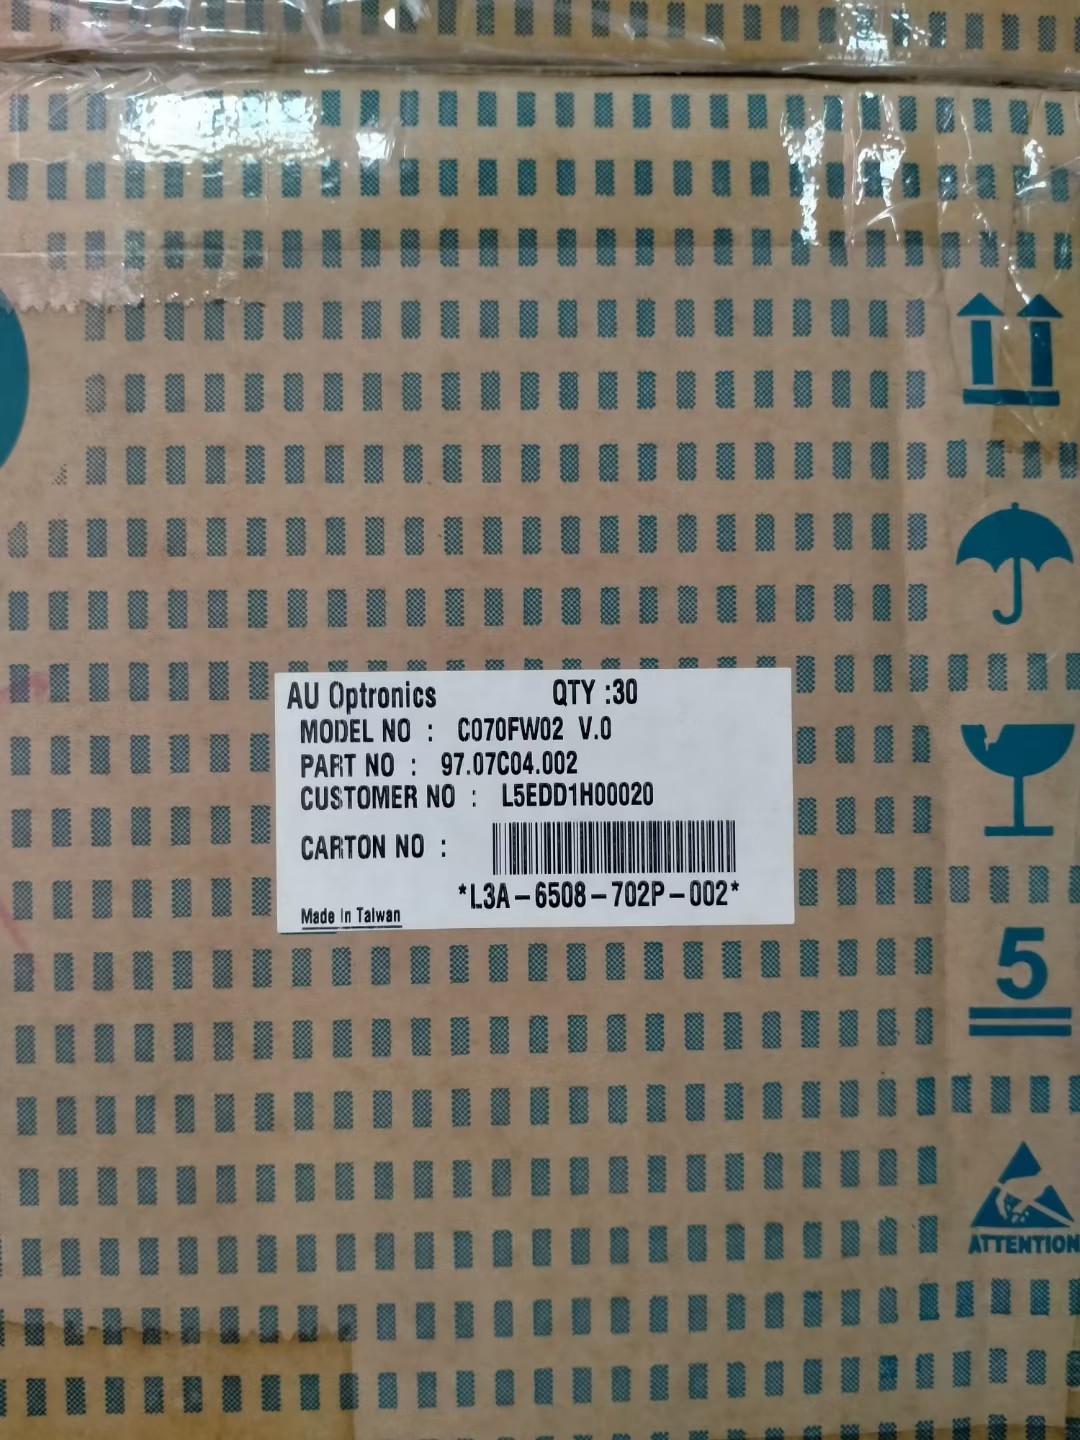 AU Optronics QTY :30
MODEL NO : C070FW02 V.0
PART NO : 97.07C04.002
CUSTOMER NO : L5EDD1H00020
CARTON NO :
*L3A-6508-702P-002*
Made In Taiwan
5
ATTENTION